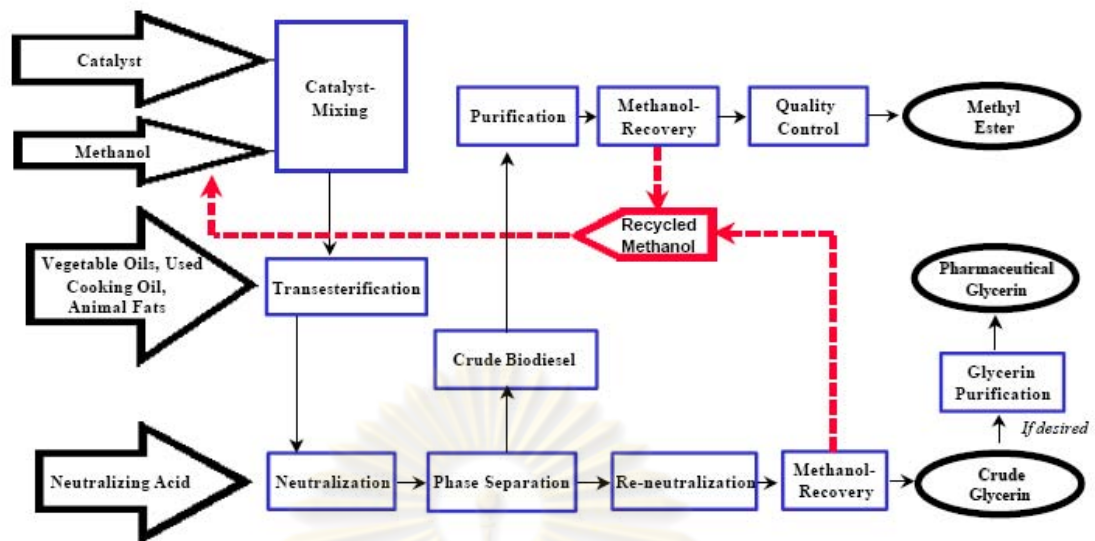 Catalyst
Catalyst-
Mixing
Methanol
Purification
Methanol-
Recovery
Quality
Control
Methyl
Ester
Recycled
Methanol
Vegetable Oils, Used
Cooking Oil,
Animal Fats
Transesterification
Pharmaceutical
Glycerin
Crude Biodiesel
Glycerin
Purification
If desired
Neutralizing Acid
Neutralization
Phase Separation
Re-neutralization
Methanol-
Recovery
Crude
Glycerin